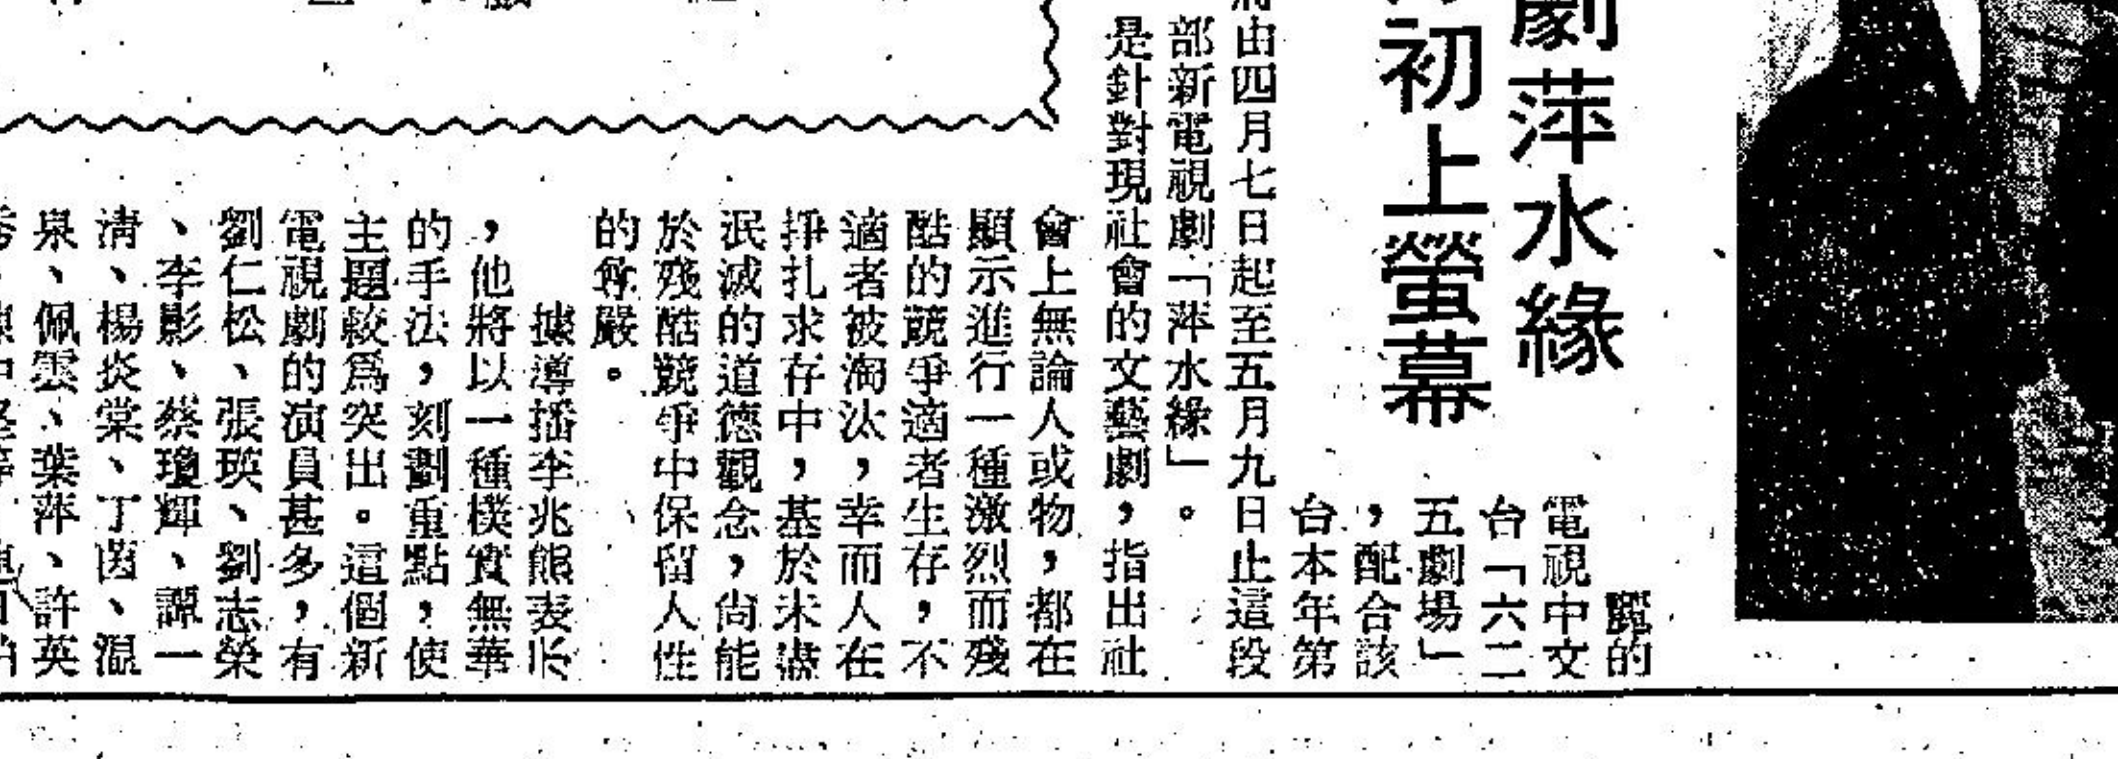 劇萍水緣
初上螢幕
麗的
電視中文
台「六二
五劇場」
，配合該
台本年第
由四月七日起至五月九日止這段
部新電視劇「萍水緣」。
是針對現社會的文藝劇，指出社
會上無論人或物，都在
顯示進行一種激烈而殘
酷的競爭適者生存，不
適者被淘汰，幸而人在
掙扎求存中，基於未盡
泯滅的道德觀念，尚能
於殘酷競爭中保留人性
的尊嚴。
據導播李兆熊表示
，他將以一種樸實無華
的手法，刻劃重點，使
主題較為突出。這個新
電視劇的演員甚多，有
劉仁松、張瑛、劉志榮
、李影、蔡瓊輝、譚一
清、楊炎棠、丁茵、温
泉、佩雲、葉萍、許英